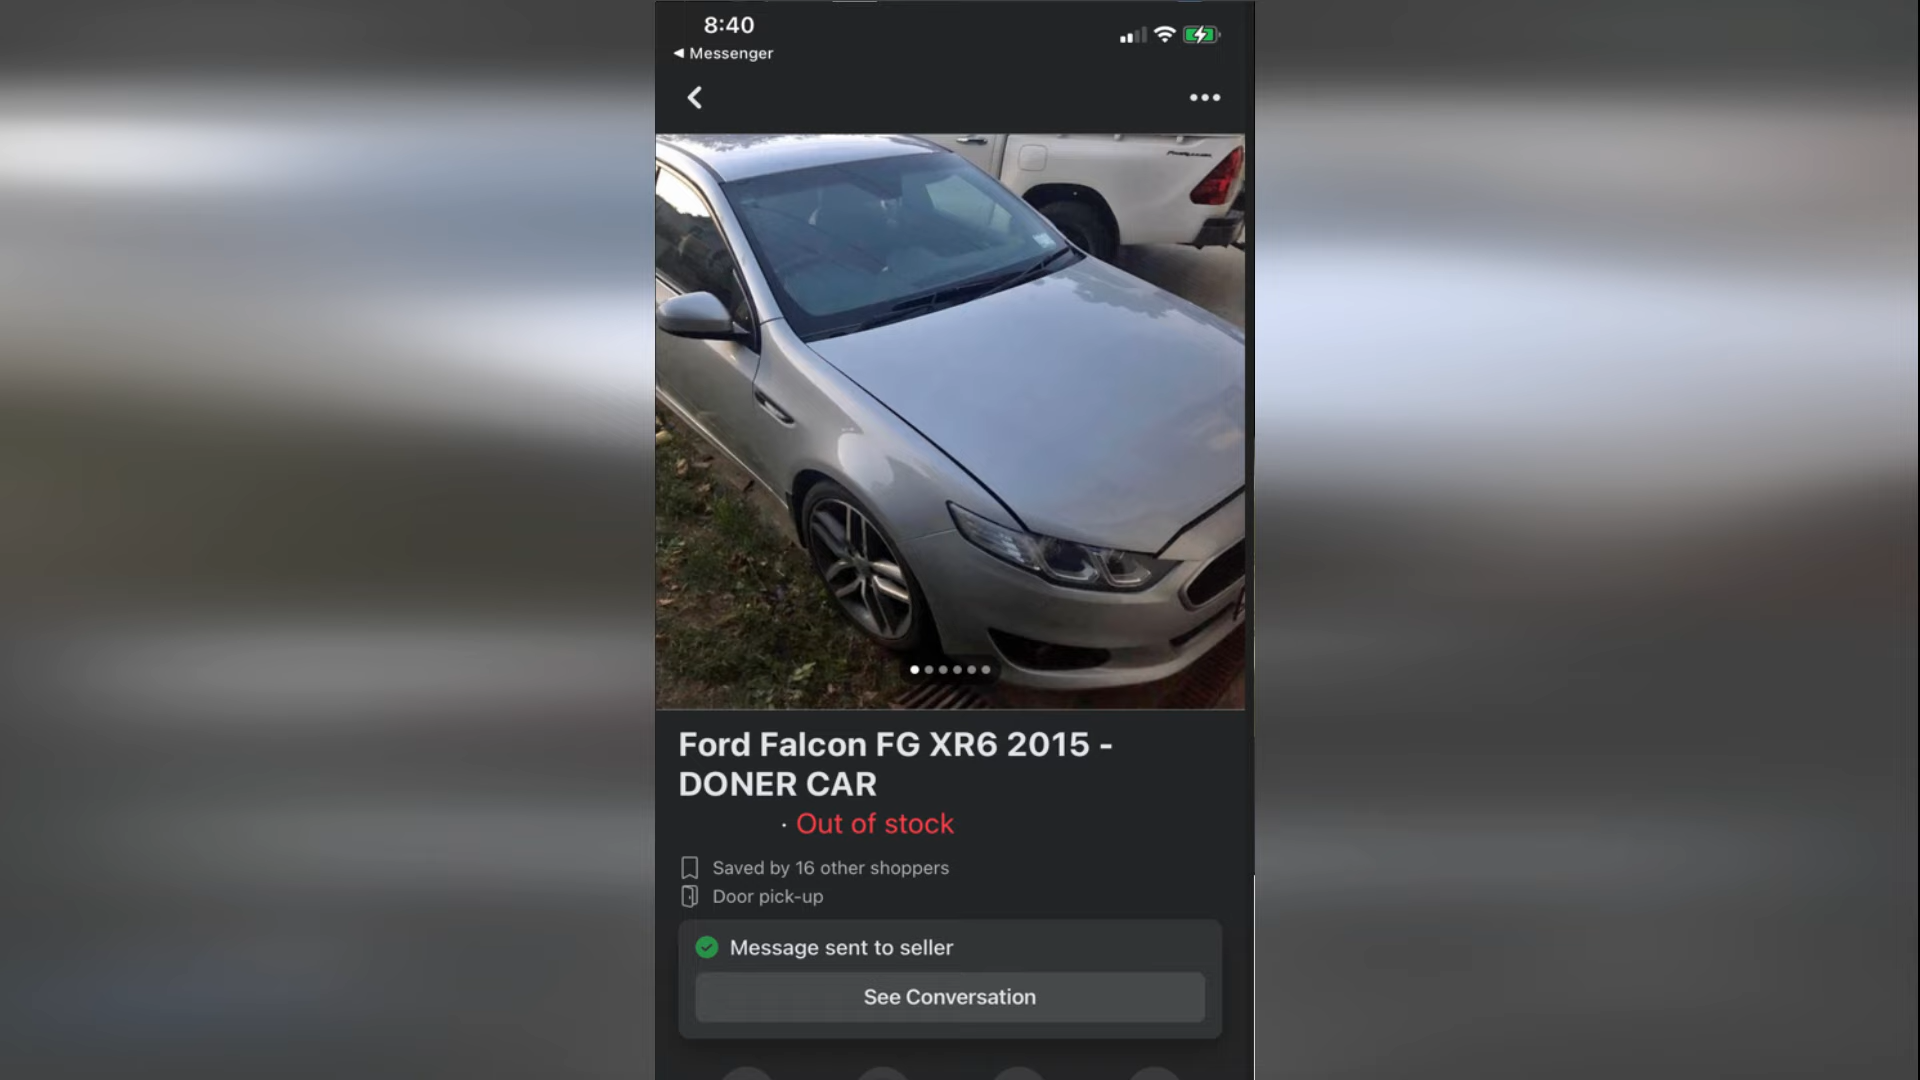 8:40
◄ Messenger
Ford Falcon FG XR6 2015 -
DONER CAR
· Out of stock
Saved by 16 other shoppers
Door pick-up
Message sent to seller
See Conversation